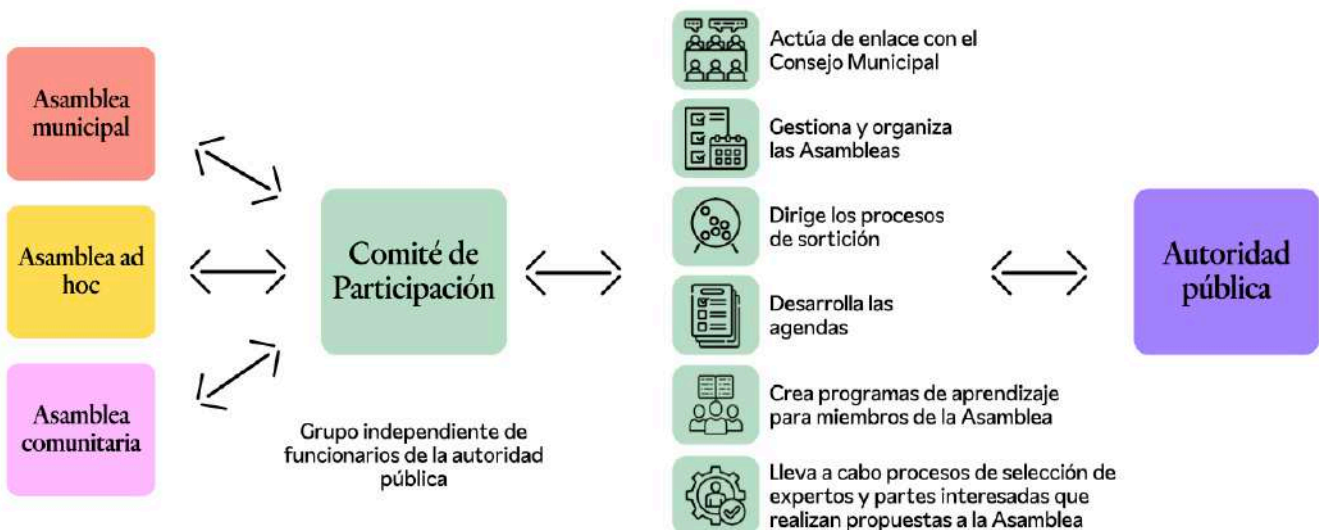 Asamblea
municipal
Asamblea ad
hoc
Asamblea
comunitaria
Comité de
Participación
Grupo independiente de
funcionarios de la autoridad
pública
Actúa de enlace con el
Consejo Municipal
Gestiona y organiza
las Asambleas
Dirige los procesos
de sortición
Desarrolla las
agendas
Crea programas de aprendizaje
para miembros de la Asamblea
Lleva a cabo procesos de selección de
expertos y partes interesadas que
realizan propuestas a la Asamblea
Autoridad
pública